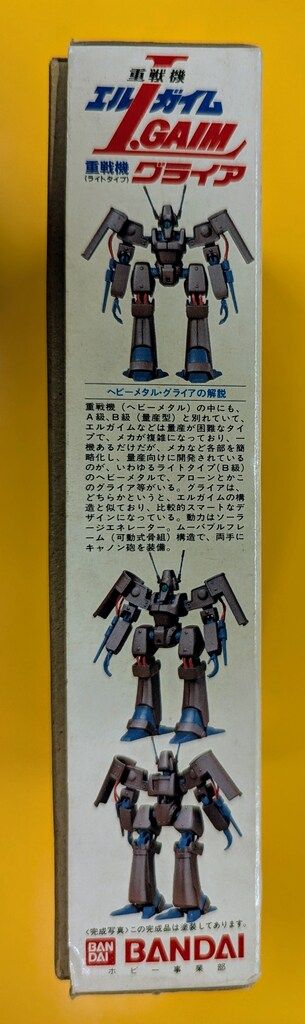 重戦機
エルガイム
L.GAIM
重戦機
(ライトタイプ)
グライア
ヘビーメタル・グライアの解説
重戦機(ヘビーメタル)の中にも、
A級、B級(量産型)と別れていて、
エルガイムなどは量産が困難なタイ
プで、メカが複雑になっており、一
機あるだけだが、メカなど各部を簡
略化し、量産向けに開発されている
のが、いわゆるライトタイプ(B級)
のヘビーメタルで、アローンとかこ
のグライア等がいる。グライアは、
どちらかというと、エルガイムの構
造と似ており、比較的スマートなデ
ザインになっている。動力はソーラ
ージェネレーター。ムーバブルフレ
ーム(可動式骨組)構造で、両手に
キャノン砲を装備。
〈完成写真〉この完成品は塗装してあります。
BAN
DAI
BANDAI
ホビー事業部